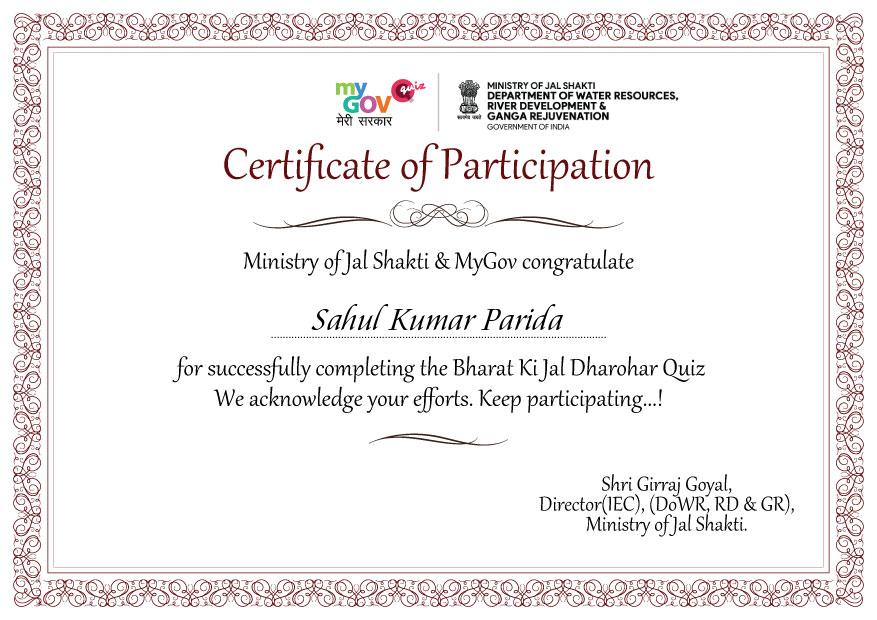 my quiz
GOV
मेरी सरकार
सत्यमेव जयते
MINISTRY OF JAL SHAKTI
DEPARTMENT OF WATER RESOURCES,
RIVER DEVELOPMENT &
GANGA REJUVENATION
GOVERNMENT OF INDIA
Certificate of Participation
Ministry of Jal Shakti & MyGov congratulate
Sahul Kumar Parida
for successfully completing the Bharat Ki Jal Dharohar Quiz
We acknowledge your efforts. Keep participating...!
Shri Girraj Goyal,
Director(IEC), (DoWR, RD & GR),
Ministry of Jal Shakti.